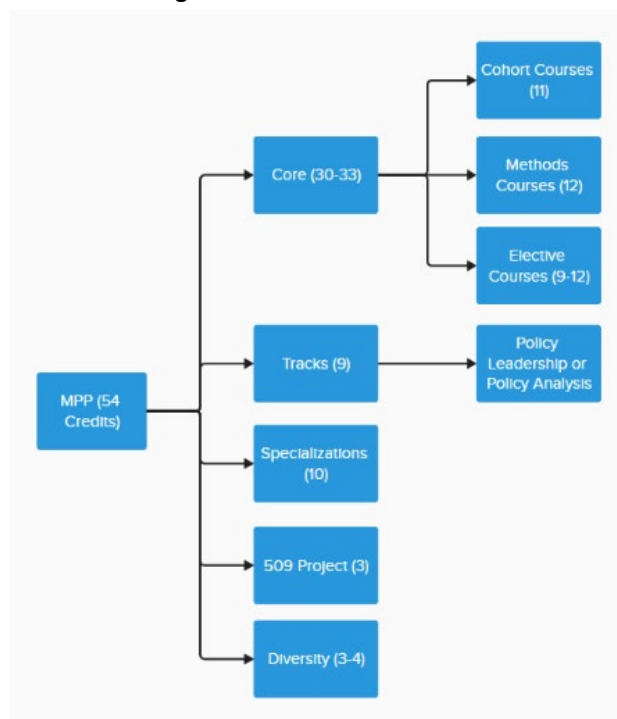 Cohort Courses
(11)
Core (30-33)
Methods
Courses (12)
Elective
Courses (9-12)
Tracks (9)
Policy
Leadership or
Policy Analysis
MPP (54
Credits)
Specializations
(10)
509 Project (3)
Diversity (3-4)